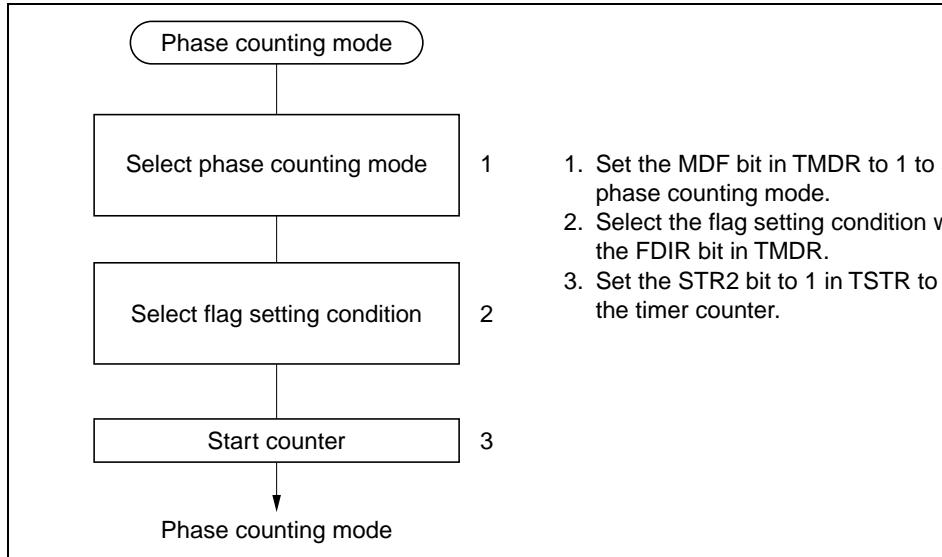 Phase counting mode
Select phase counting mode
1
Select flag setting condition
2
Start counter
3
Phase counting mode
1. Set the MDF bit in TMDR to 1 to
phase counting mode.
2. Select the flag setting condition
the FDIR bit in TMDR.
3. Set the STR2 bit to 1 in TSTR to
the timer counter.